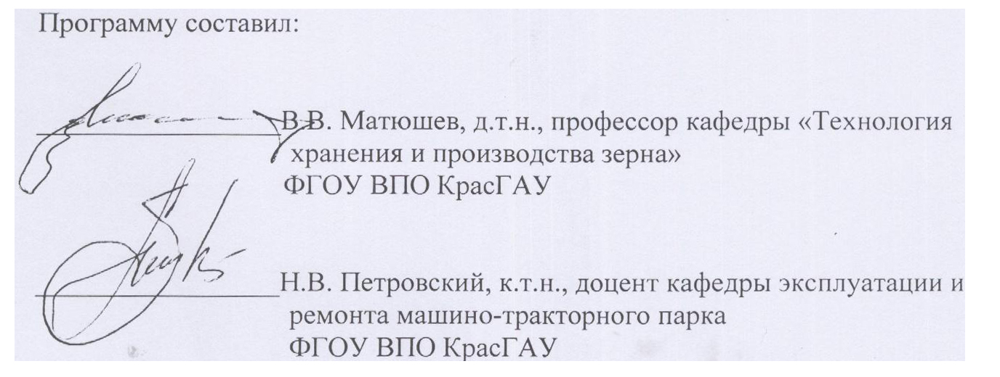 Программу составил:
В.В. Матюшев, д.т.н., профессор кафедры «Технология
хранения и производства зерна»
ФГОУ ВПО КрасГАУ
Н.В. Петровский, к.т.н., доцент кафедры эксплуатации и
ремонта машино-тракторного парка
ФГОУ ВПО КрасГАУ